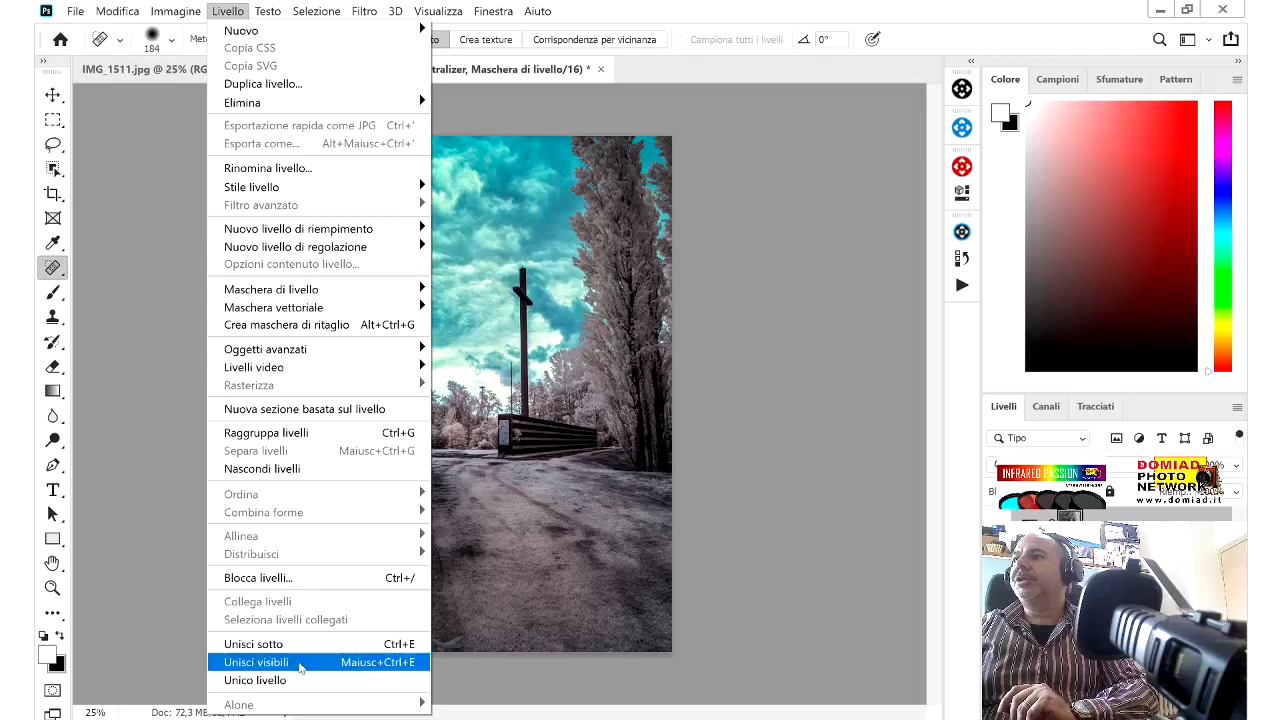 File Modifica Immagine Livello Testo Selezione Filtro 3D Visualizza Finestra Aiuto
184
Crea texture
Corrispondenza per vicinanza
Campiona tutti i livelli
0°
IMG_1511.jpg @ 25%
tralizer, Maschera di livello/16) *
Nuovo
Copia CSS
Copia SVG
Duplica livello...
Elimina
Esportazione rapida come JPG Ctrl+'
Esporta come... Alt+Maiusc+Ctrl+'
Rinomina livello...
Stile livello
Filtro avanzato
Nuovo livello di riempimento
Nuovo livello di regolazione
Opzioni contenuto livello...
Maschera di livello
Maschera vettoriale
Crea maschera di ritaglio Alt+Ctrl+G
Oggetti avanzati
Livelli video
Rasterizza
Nuova sezione basata sul livello
Raggruppa livelli Ctrl+G
Separa livelli Maiusc+Ctrl+G
Nascondi livelli
Ordina
Combina forme
Allinea
Distribuisci
Blocca livelli... Ctrl+/
Collega livelli
Seleziona livelli collegati
Unisci sotto Ctrl+E
Unisci visibili Maiusc+Ctrl+E
Unico livello
Alone
25%
Doc: 72,3 M
Colore Campioni Sfumature Pattern
Livelli Canali Tracciati
Tipo
INFRARED PASSION
DOMIAD
PHOTO
NETWORK
www.domiad.it